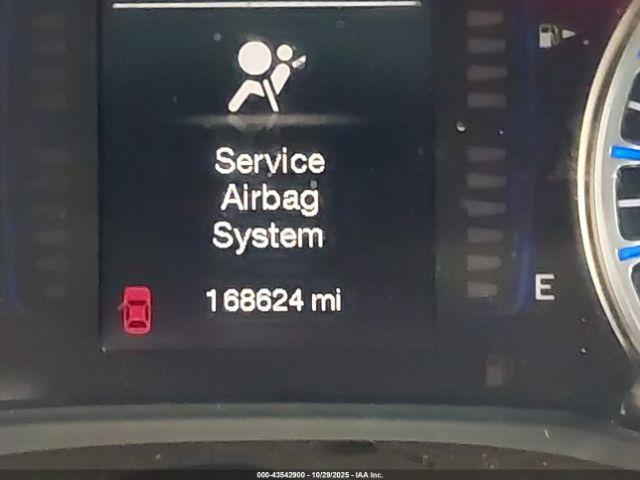 Service
Airbag
System
168624 mi
E
000-43542900 - 10/29/2025 - IAA Inc.